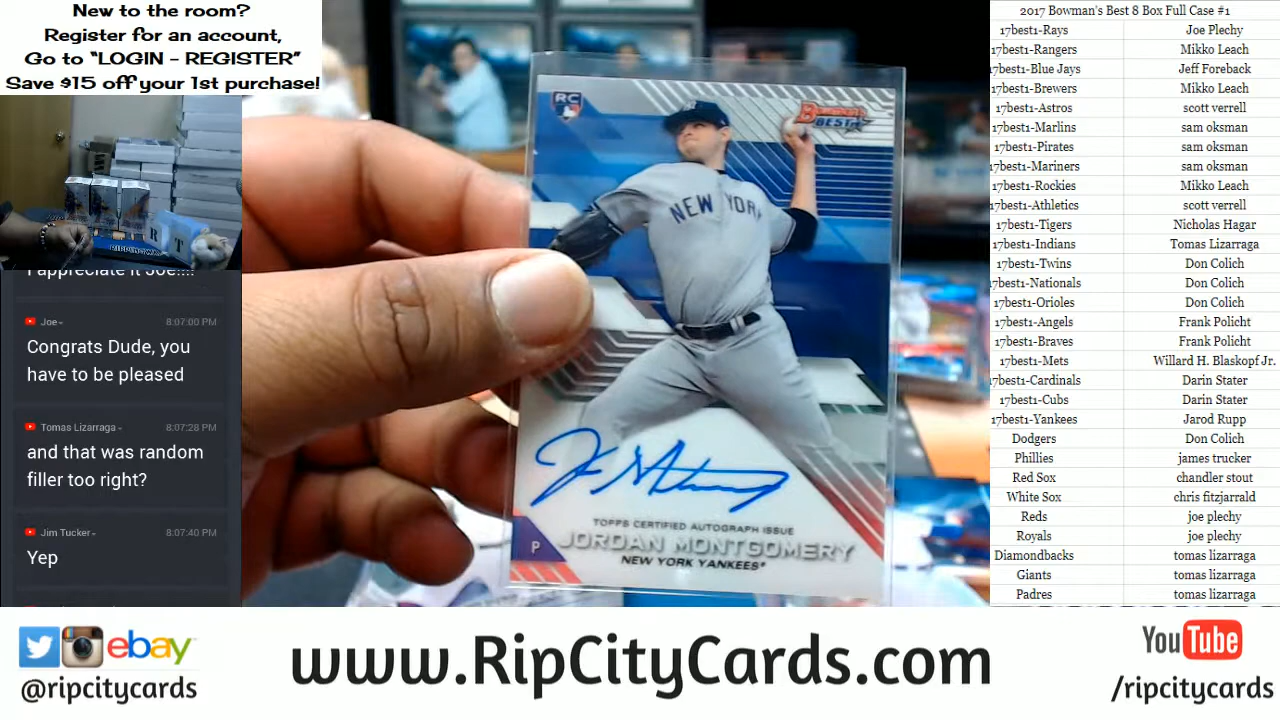 New to the room?
Register for an account,
Go to "LOGIN - REGISTER"
Save $15 off your 1st purchase!
I appreciate it Joe!!!!
Joe
8:07:00 PM
Congrats Dude, you
have to be pleased
Tomas Lizarraga
8:07:28 PM
and that was random
filler too right?
Jim Tucker
8:07:40 PM
Yep
RC
BOWMAN'S
BEST
NEW YORK
TOPPS CERTIFIED AUTOGRAPH ISSUE
P
JORDAN MONTGOMERY
NEW YORK YANKEES®
2017 Bowman's Best 8 Box Full Case #1
17best1-Rays Joe Plechy
17best1-Rangers Mikko Leach
17best1-Blue Jays Jeff Foreback
17best1-Brewers Mikko Leach
17best1-Astros scott verrell
17best1-Marlins sam oksman
17best1-Pirates sam oksman
17best1-Mariners sam oksman
17best1-Rockies Mikko Leach
17best1-Athletics scott verrell
17best1-Tigers Nicholas Hagar
17best1-Indians Tomas Lizarraga
17best1-Twins Don Colich
17best1-Nationals Don Colich
17best1-Orioles Don Colich
17best1-Angels Frank Policht
17best1-Braves Frank Policht
17best1-Mets Willard H. Blaskopf Jr.
17best1-Cardinals Darin Stater
17best1-Cubs Darin Stater
17best1-Yankees Jarod Rupp
Dodgers Don Colich
Phillies james trucker
Red Sox chandler stout
White Sox chris fitzjarrald
Reds joe plechy
Royals joe plechy
Diamondbacks tomas lizarraga
Giants tomas lizarraga
Padres tomas lizarraga
ebay
@ripcitycards
www.RipCityCards.com
YouTube
/ripcitycards